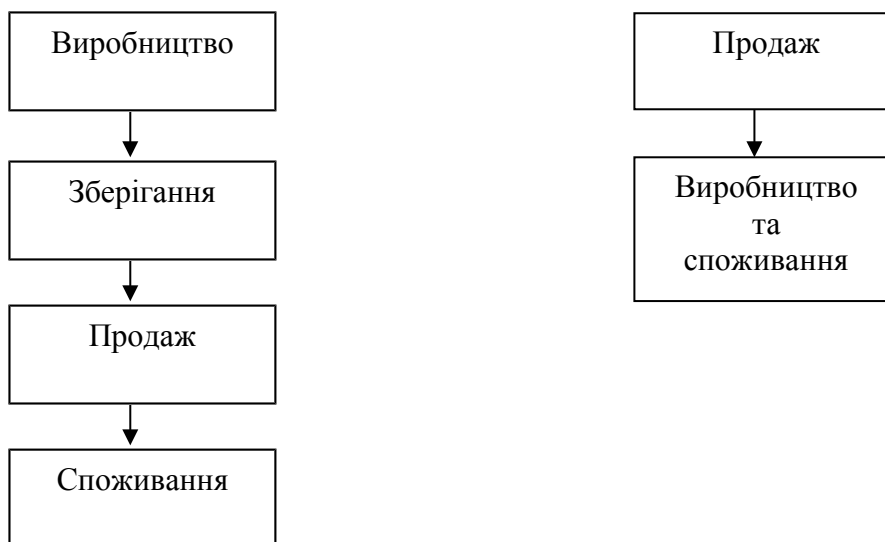 Виробництво
Зберігання
Продаж
Споживання
Продаж
Виробництво
та
споживання